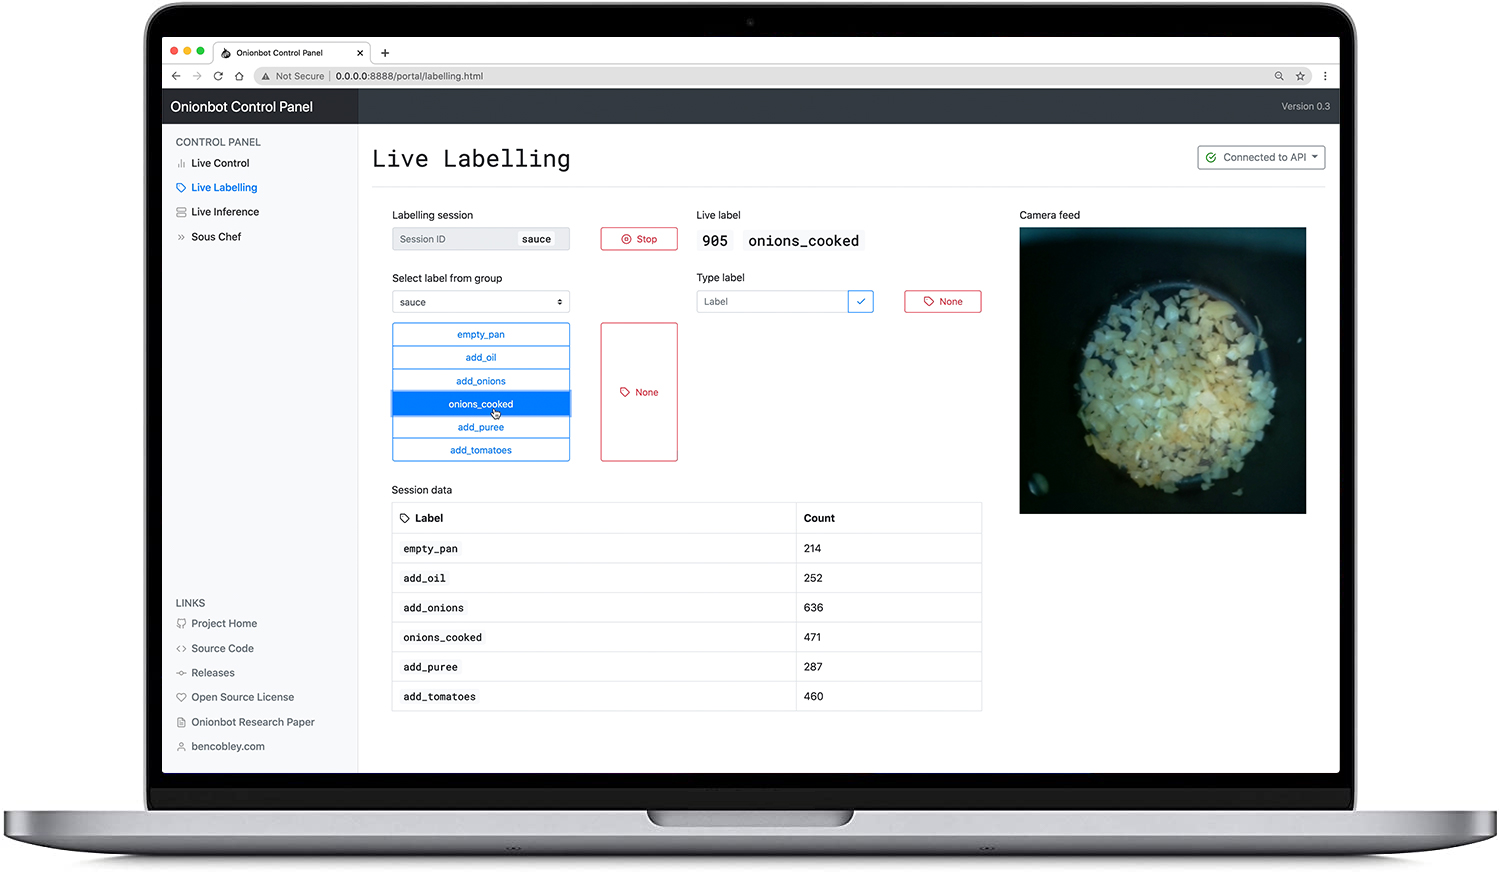 Onionbot Control Panel
Not Secure | 0.0.0.0:8888/portal/labelling.html
Onionbot Control Panel
Version 0.3
CONTROL PANEL
Live Control
Live Labelling
Live Inference
Sous Chef
LINKS
Project Home
Source Code
Releases
Open Source License
Onionbot Research Paper
bencobley.com
Live Labelling
Connected to API
Labelling session
Session ID sauce
Stop
Live label
905 onions_cooked
Camera feed
Select label from group
sauce
Type label
Label
None
empty_pan
add_oil
add_onions
onions_cooked
add_puree
add_tomatoes
None
Session data
Label Count
empty_pan 214
add_oil 252
add_onions 636
onions_cooked 471
add_puree 287
add_tomatoes 460